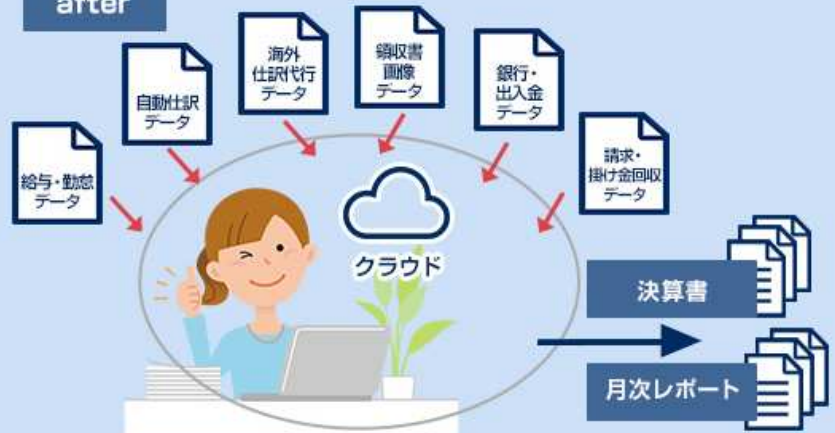 after
給与・勤怠
データ
自動仕訳
データ
海外
仕訳代行
データ
領収書
画像
データ
銀行・
出入金
データ
請求・
掛け金回収
データ
クラウド
決算書
月次レポート